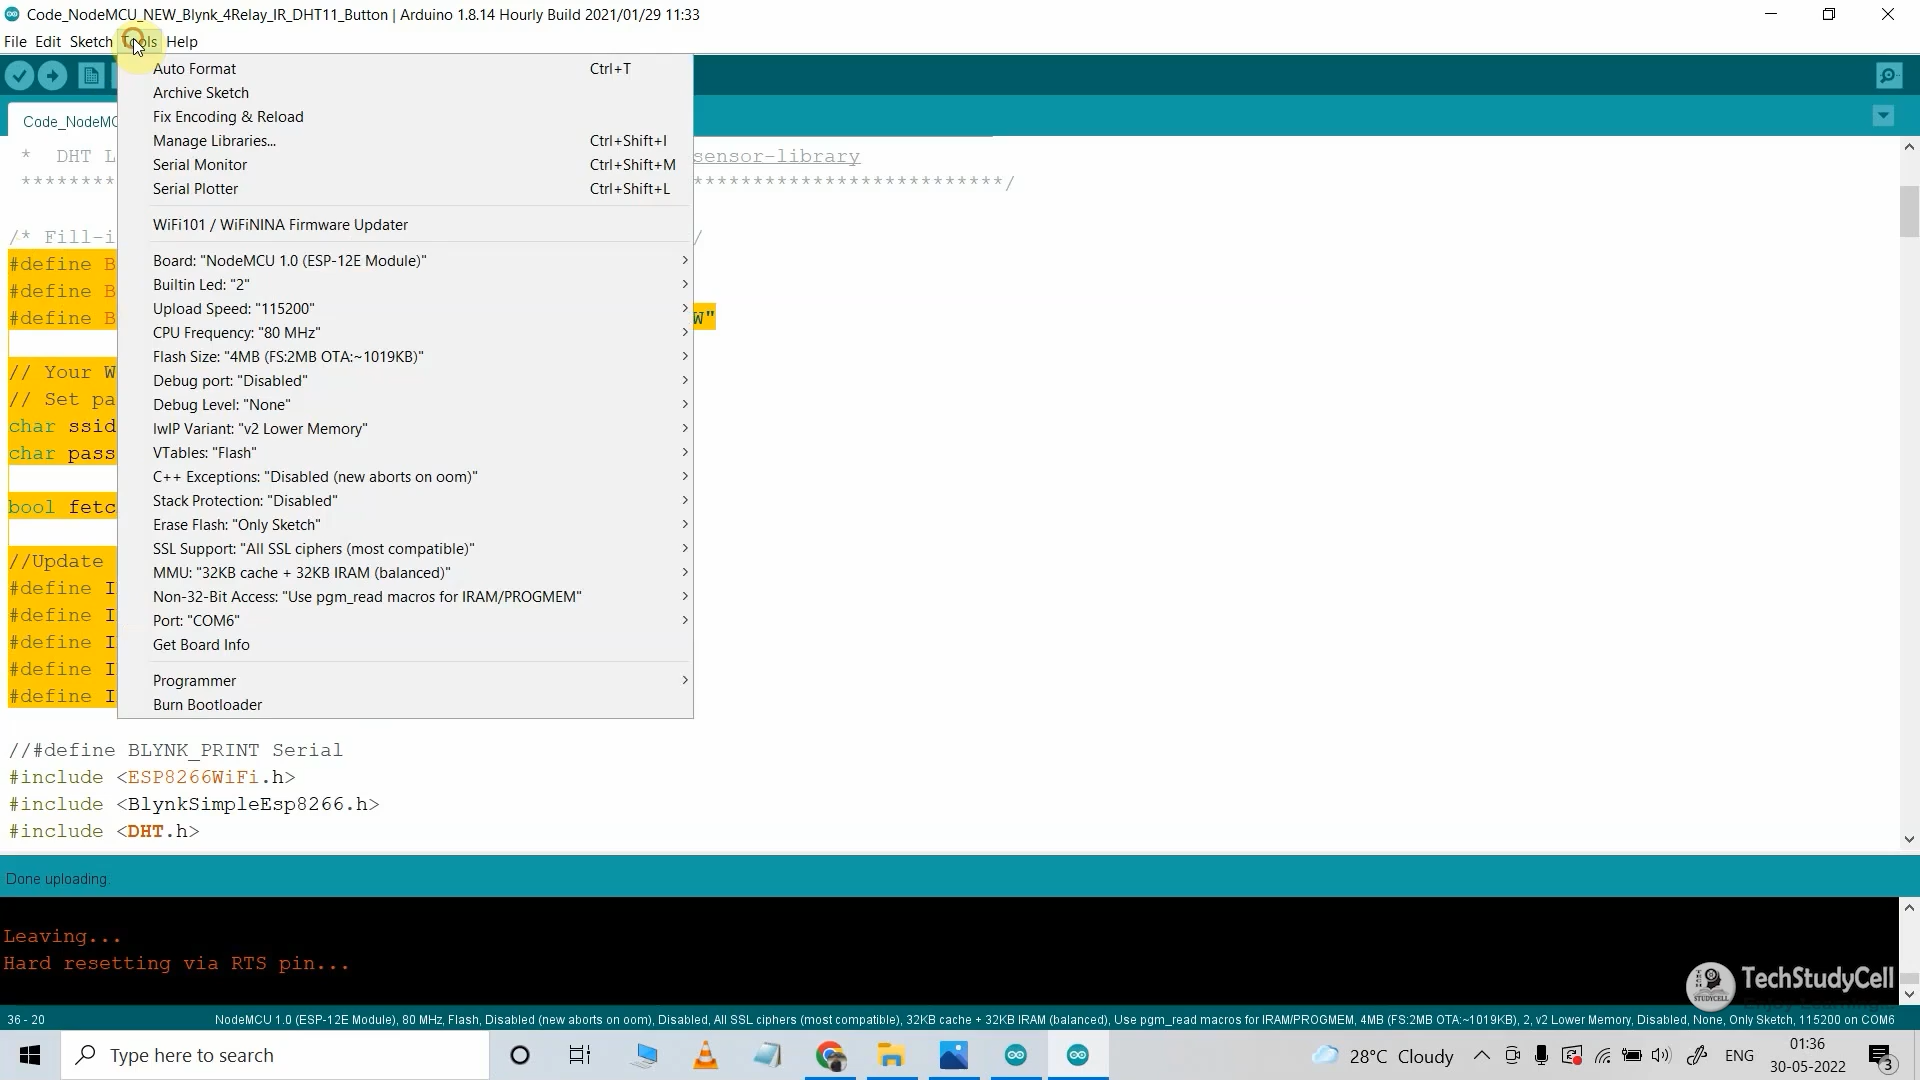 Code_NodeMCU_NEW_Blynk_4Relay_IR_DHT11_Button | Arduino 1.8.14 Hourly Build 2021/01/29 11:33
File Edit Sketch Tools Help
Auto Format Ctrl+T
Archive Sketch
Fix Encoding & Reload
Manage Libraries... Ctrl+Shift+I
Serial Monitor Ctrl+Shift+M
Serial Plotter Ctrl+Shift+L
WiFi101 / WiFiNINA Firmware Updater
Board: "NodeMCU 1.0 (ESP-12E Module)"
Builtin Led: "2"
Upload Speed: "115200"
CPU Frequency: "80 MHz"
Flash Size: "4MB (FS:2MB OTA:~1019KB)"
Debug port: "Disabled"
Debug Level: "None"
lwIP Variant: "v2 Lower Memory"
VTables: "Flash"
C++ Exceptions: "Disabled (new aborts on oom)"
Stack Protection: "Disabled"
Erase Flash: "Only Sketch"
SSL Support: "All SSL ciphers (most compatible)"
MMU: "32KB cache + 32KB IRAM (balanced)"
Non-32-Bit Access: "Use pgm_read macros for IRAM/PROGMEM"
Port: "COM6"
Get Board Info
Programmer
Burn Bootloader
Code_NodeMC
* DHT L sensor-library
******** ***************************/
/* Fill-i /
#define B
#define B
#define B W"
// Your W
// Set pa
char ssid
char pass
bool fetc
//Update
#define I
#define I
#define I
#define I
#define I
//#define BLYNK_PRINT Serial
#include <ESP8266WiFi.h>
#include <BlynkSimpleEsp8266.h>
#include <DHT.h>
Done uploading.
Leaving...
Hard resetting via RTS pin...
TECH STUDYCELL
TechStudyCell
36 - 20 NodeMCU 1.0 (ESP-12E Module), 80 MHz, Flash, Disabled (new aborts on oom), Disabled, All SSL ciphers (most compatible), 32KB cache + 32KB IRAM (balanced), Use pgm_read macros for IRAM/PROGMEM, 4MB (FS:2MB OTA:~1019KB), 2, v2 Lower Memory, Disabled, None, Only Sketch, 115200 on COM6
Type here to search
28°C Cloudy
ENG
01:36
30-05-2022
3